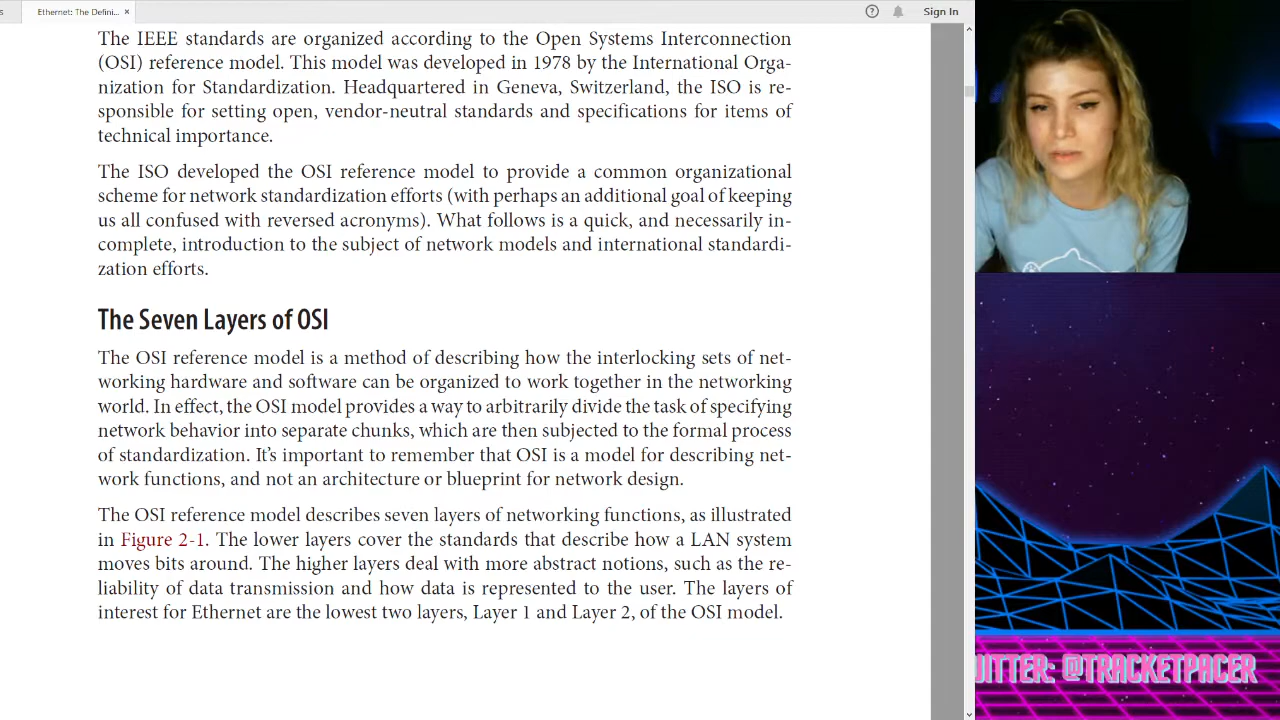 s
Ethernet: The Defini... ×
?
Sign In
The IEEE standards are organized according to the Open Systems Interconnection
(OSI) reference model. This model was developed in 1978 by the International Orga-
nization for Standardization. Headquartered in Geneva, Switzerland, the ISO is re-
sponsible for setting open, vendor-neutral standards and specifications for items of
technical importance.
The ISO developed the OSI reference model to provide a common organizational
scheme for network standardization efforts (with perhaps an additional goal of keeping
us all confused with reversed acronyms). What follows is a quick, and necessarily in-
complete, introduction to the subject of network models and international standardi-
zation efforts.
The Seven Layers of OSI
The OSI reference model is a method of describing how the interlocking sets of net-
working hardware and software can be organized to work together in the networking
world. In effect, the OSI model provides a way to arbitrarily divide the task of specifying
network behavior into separate chunks, which are then subjected to the formal process
of standardization. It's important to remember that OSI is a model for describing net-
work functions, and not an architecture or blueprint for network design.
The OSI reference model describes seven layers of networking functions, as illustrated
in Figure 2-1. The lower layers cover the standards that describe how a LAN system
moves bits around. The higher layers deal with more abstract notions, such as the re-
liability of data transmission and how data is represented to the user. The layers of
interest for Ethernet are the lowest two layers, Layer 1 and Layer 2, of the OSI model.
WITTER: @TRACKETPACER